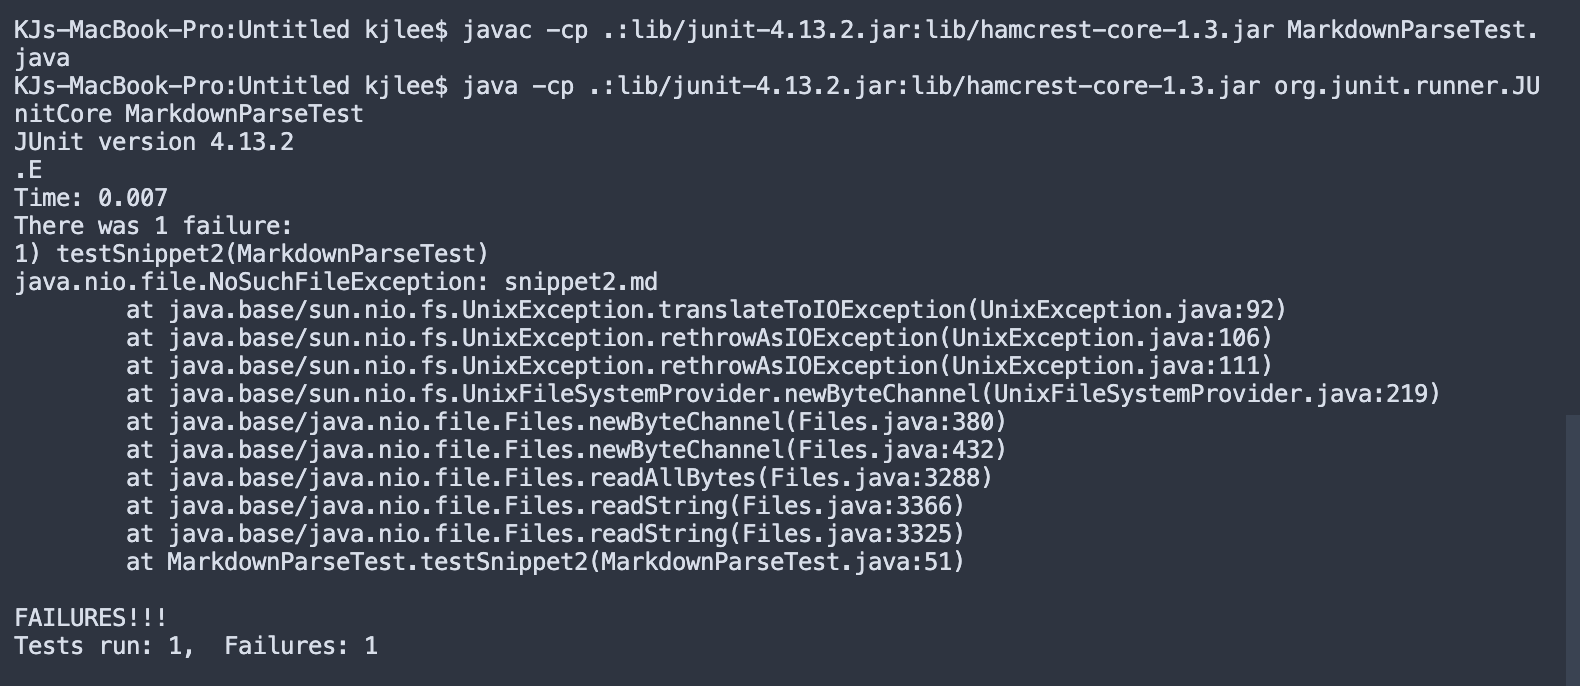 KJs-MacBook-Pro:Untitled kjlee$ javac -cp .:lib/junit-4.13.2.jar:lib/hamcrest-core-1.3.jar MarkdownParseTest.
java
KJs-MacBook-Pro:Untitled kjlee$ java -cp .:lib/junit-4.13.2.jar:lib/hamcrest-core-1.3.jar org.junit.runner.JU
nitCore MarkdownParseTest
JUnit version 4.13.2
.E
Time: 0.007
There was 1 failure:
1) testSnippet2(MarkdownParseTest)
java.nio.file.NoSuchFileException: snippet2.md
        at java.base/sun.nio.fs.UnixException.translateToIOException(UnixException.java:92)
        at java.base/sun.nio.fs.UnixException.rethrowAsIOException(UnixException.java:106)
        at java.base/sun.nio.fs.UnixException.rethrowAsIOException(UnixException.java:111)
        at java.base/sun.nio.fs.UnixFileSystemProvider.newByteChannel(UnixFileSystemProvider.java:219)
        at java.base/java.nio.file.Files.newByteChannel(Files.java:380)
        at java.base/java.nio.file.Files.newByteChannel(Files.java:432)
        at java.base/java.nio.file.Files.readAllBytes(Files.java:3288)
        at java.base/java.nio.file.Files.readString(Files.java:3366)
        at java.base/java.nio.file.Files.readString(Files.java:3325)
        at MarkdownParseTest.testSnippet2(MarkdownParseTest.java:51)

FAILURES!!!
Tests run: 1,  Failures: 1